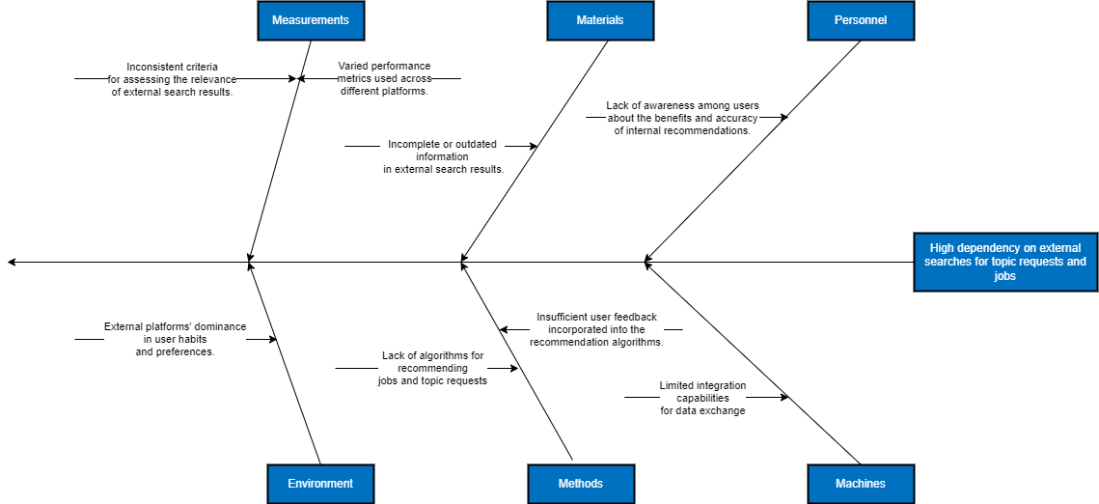 Measurements
Materials
Personnel
Inconsistent criteria
for assessing the relevance
of external search results.
Varied performance
metrics used across
different platforms.
Lack of awareness among users
about the benefits and accuracy
of internal recommendations.
Incomplete or outdated
information
in external search results.
High dependency on external
searches for topic requests and
jobs
External platforms' dominance
in user habits
and preferences.
Insufficient user feedback
incorporated into the
recommendation algorithms.
Lack of algorithms for
recommending
jobs and topic requests
Limited integration
capabilities
for data exchange
Environment
Methods
Machines